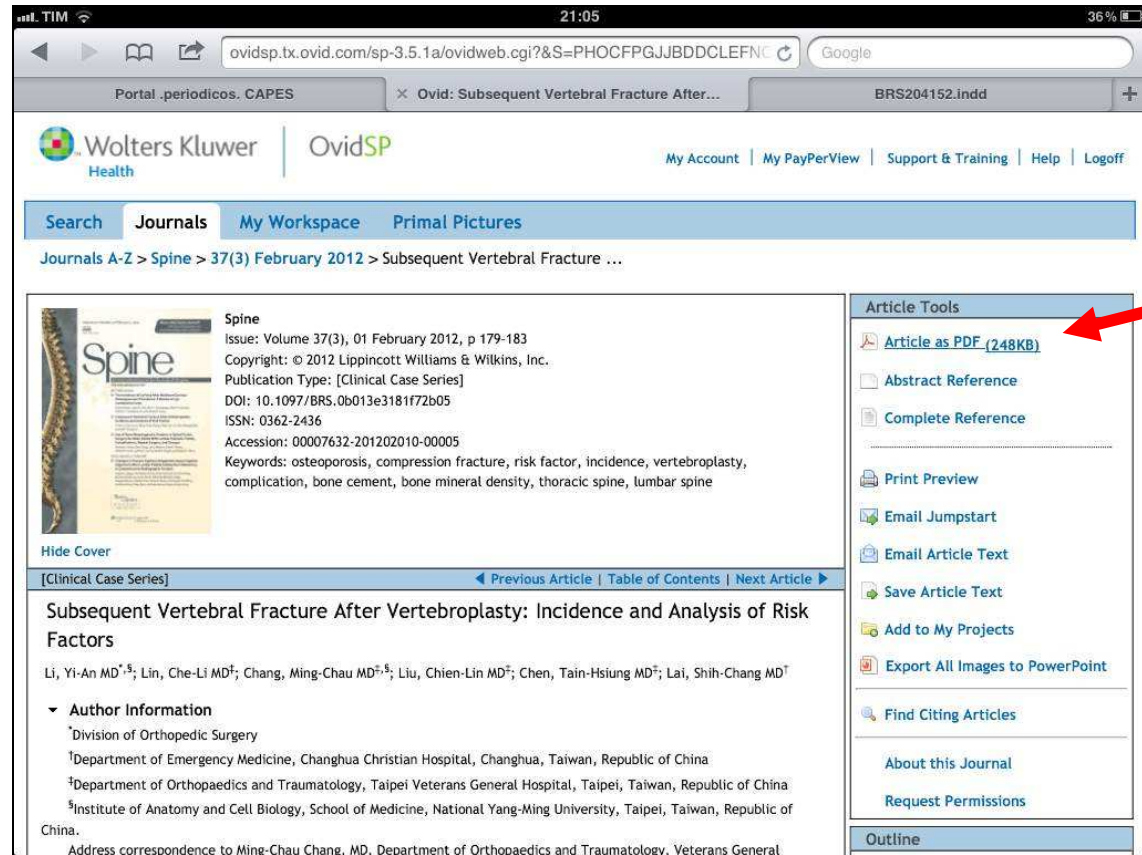 TIM 21:05 36%
ovidsp.tx.ovid.com/sp-3.5.1a/ovidweb.cgi?&S=PHOCFPGJJBDDCLEFNC Google
Portal .periodicos. CAPES × Ovid: Subsequent Vertebral Fracture After... BRS204152.indd +
Wolters Kluwer OvidSP
Health
My Account | My PayPerView | Support & Training | Help | Logoff
Search Journals My Workspace Primal Pictures
Journals A-Z > Spine > 37(3) February 2012 > Subsequent Vertebral Fracture ...
Spine
Spine
Issue: Volume 37(3), 01 February 2012, p 179-183
Copyright: © 2012 Lippincott Williams & Wilkins, Inc.
Publication Type: [Clinical Case Series]
DOI: 10.1097/BRS.0b013e3181f72b05
ISSN: 0362-2436
Accession: 00007632-201202010-00005
Keywords: osteoporosis, compression fracture, risk factor, incidence, vertebroplasty,
complication, bone cement, bone mineral density, thoracic spine, lumbar spine
Hide Cover
[Clinical Case Series] ◀ Previous Article | Table of Contents | Next Article ▶
Subsequent Vertebral Fracture After Vertebroplasty: Incidence and Analysis of Risk
Factors
Li, Yi-An MD*,§; Lin, Che-Li MD‡; Chang, Ming-Chau MD‡,§; Liu, Chien-Lin MD‡; Chen, Tain-Hsiung MD‡; Lai, Shih-Chang MD†
Author Information
*Division of Orthopedic Surgery
†Department of Emergency Medicine, Changhua Christian Hospital, Changhua, Taiwan, Republic of China
‡Department of Orthopaedics and Traumatology, Taipei Veterans General Hospital, Taipei, Taiwan, Republic of China
§Institute of Anatomy and Cell Biology, School of Medicine, National Yang-Ming University, Taipei, Taiwan, Republic of
China.
Address correspondence to Ming-Chau Chang, MD, Department of Orthopaedics and Traumatology, Veterans General
Article Tools
Article as PDF (248KB)
Abstract Reference
Complete Reference
Print Preview
Email Jumpstart
Email Article Text
Save Article Text
Add to My Projects
Export All Images to PowerPoint
Find Citing Articles
About this Journal
Request Permissions
Outline